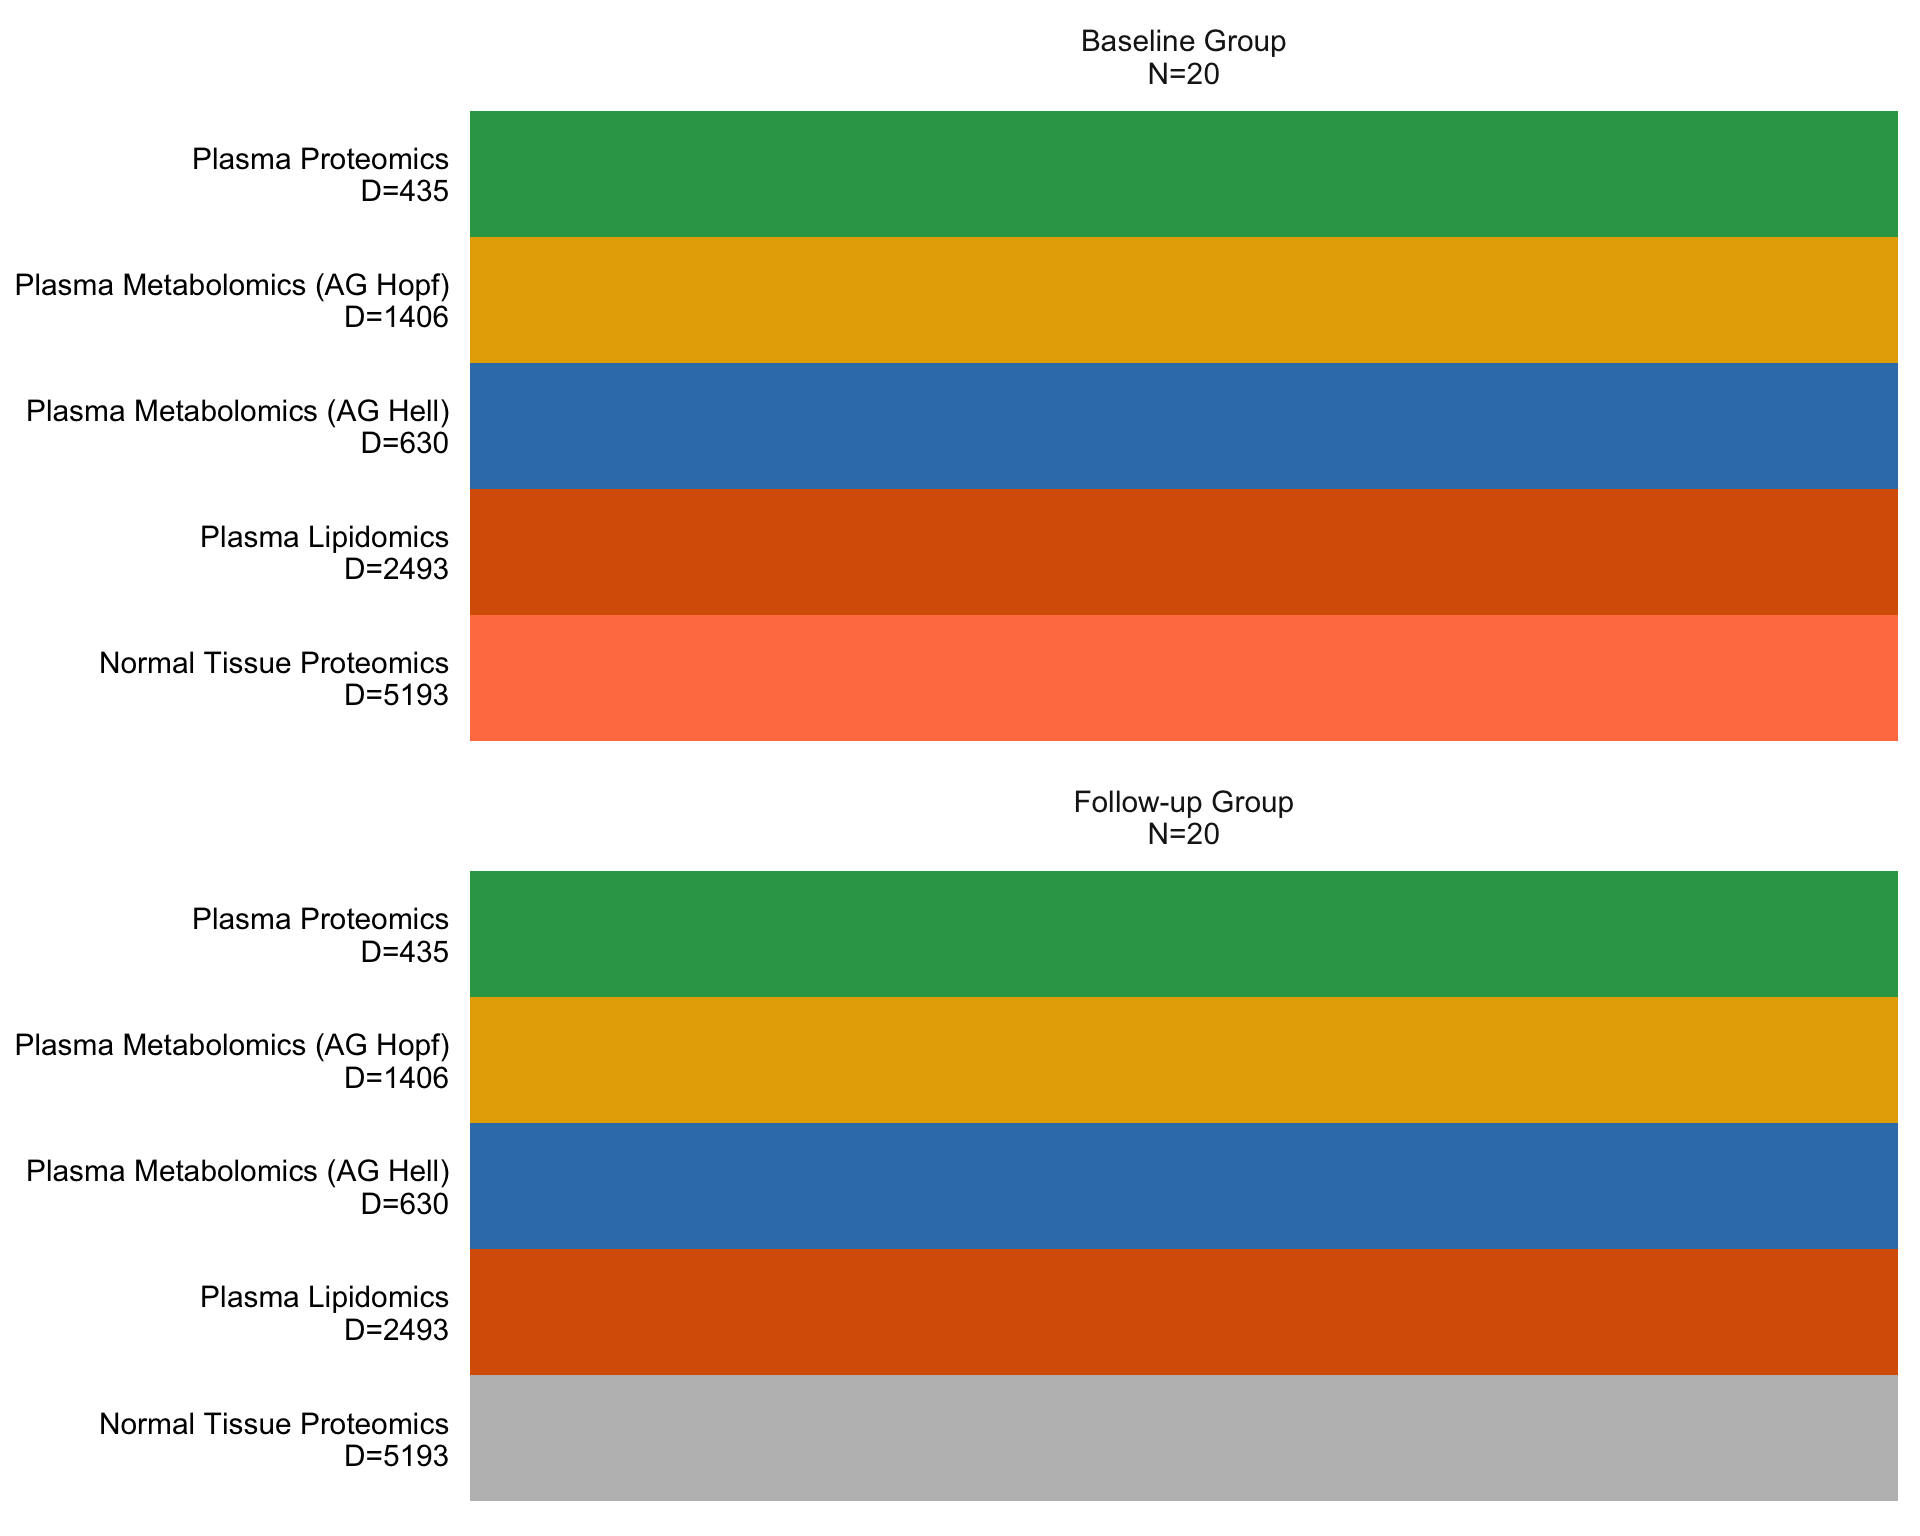 Baseline Group
N=20
Plasma Proteomics
D=435
Plasma Metabolomics (AG Hopf)
D=1406
Plasma Metabolomics (AG Hell)
D=630
Plasma Lipidomics
D=2493
Normal Tissue Proteomics
D=5193
Follow-up Group
N=20
Plasma Proteomics
D=435
Plasma Metabolomics (AG Hopf)
D=1406
Plasma Metabolomics (AG Hell)
D=630
Plasma Lipidomics
D=2493
Normal Tissue Proteomics
D=5193